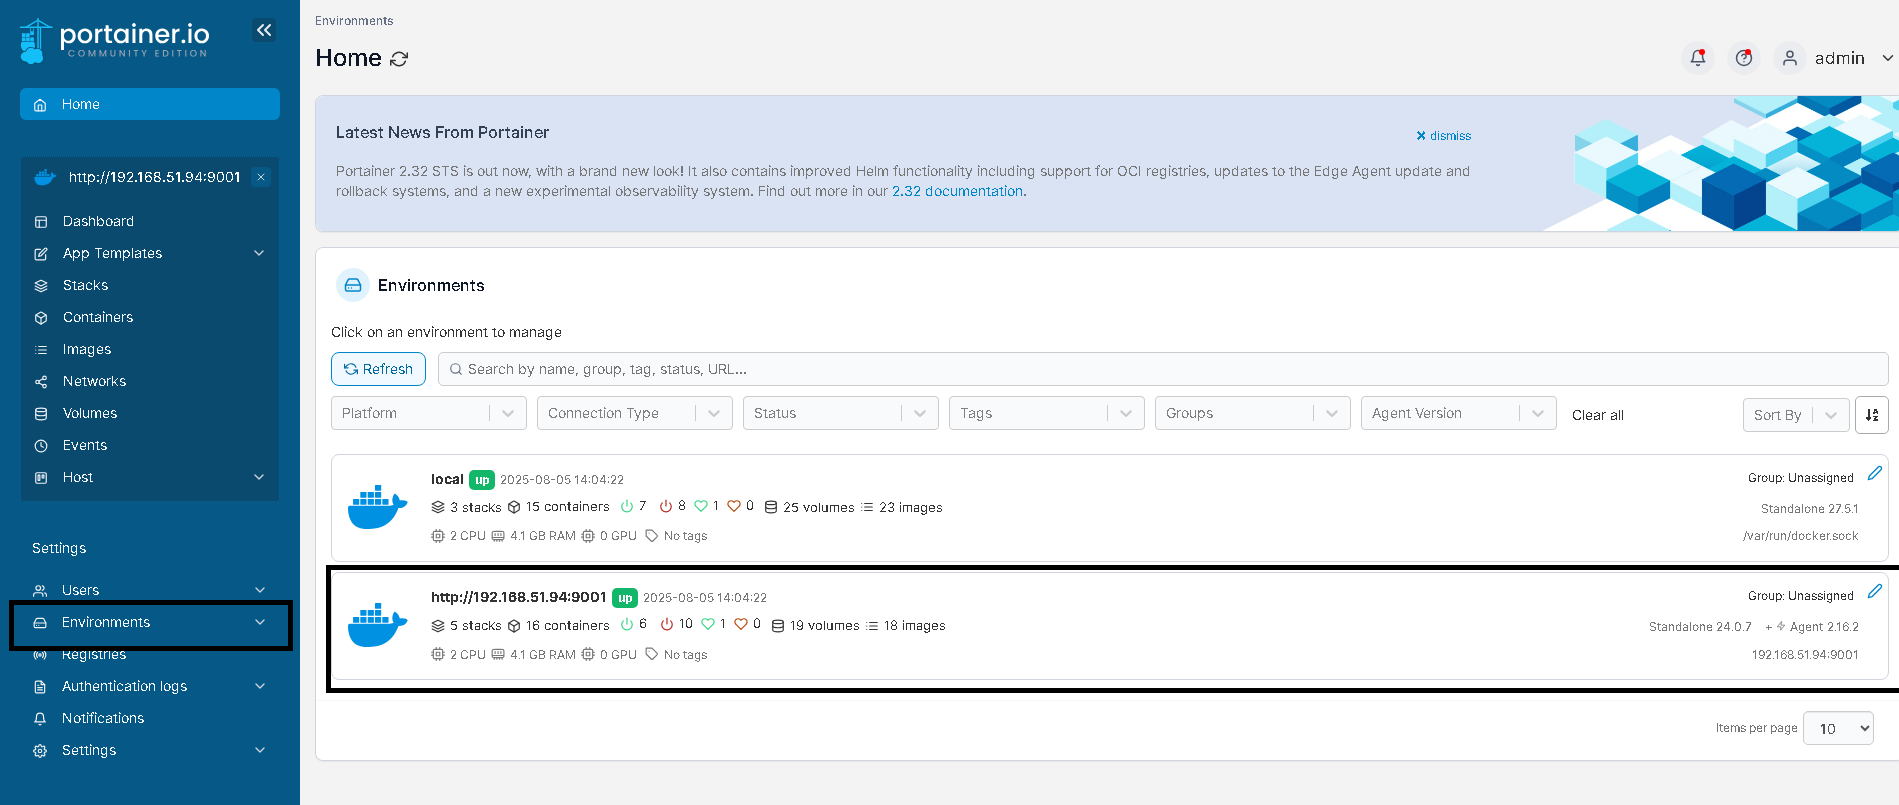 portainer.io
COMMUNITY EDITION
Home
http://192.168.51.94:9001
Dashboard
App Templates
Stacks
Containers
Images
Networks
Volumes
Events
Host
Settings
Users
Environments
Registries
Authentication logs
Notifications
Settings
Environments
Home
admin
Latest News From Portainer
dismiss
Portainer 2.32 STS is out now, with a brand new look! It also contains improved Helm functionality including support for OCI registries, updates to the Edge Agent update and
rollback systems, and a new experimental observability system. Find out more in our 2.32 documentation.
Environments
Click on an environment to manage
Refresh
Search by name, group, tag, status, URL...
Platform
Connection Type
Status
Tags
Groups
Agent Version
Clear all
Sort By
local up 2025-08-05 14:04:22
Group: Unassigned
3 stacks 15 containers 7 8 1 0 25 volumes 23 images
Standalone 27.5.1
2 CPU 4.1 GB RAM 0 GPU No tags
/var/run/docker.sock
http://192.168.51.94:9001 up 2025-08-05 14:04:22
Group: Unassigned
5 stacks 16 containers 6 10 1 0 19 volumes 18 images
Standalone 24.0.7 + Agent 2.16.2
2 CPU 4.1 GB RAM 0 GPU No tags
192.168.51.94:9001
Items per page 10